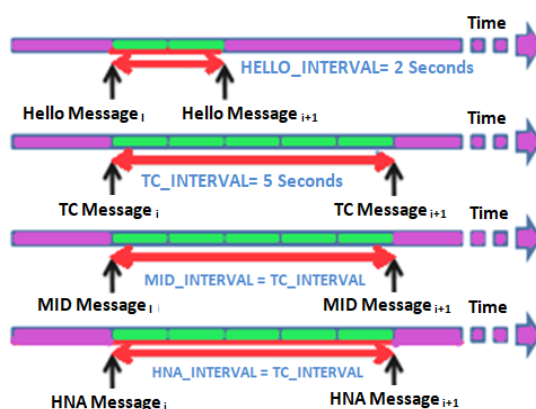 Time
HELLO_INTERVAL= 2 Seconds
Hello Message I Hello Message i+1
Time
TC_INTERVAL= 5 Seconds
TC Message i TC Message i+1
Time
MID_INTERVAL = TC_INTERVAL
MID Message I i MID Message i+1
Time
HNA_INTERVAL = TC_INTERVAL
HNA Message i HNA Message i+1